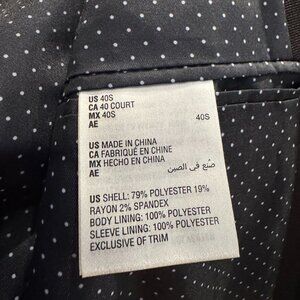 US 40S
CA 40 COURT
MX 40S
AE 40S
US MADE IN CHINA
CA FABRIQUÉ EN CHINE
MX HECHO EN CHINA
AE صنع في الصين
US SHELL: 79% POLYESTER 19%
RAYON 2% SPANDEX
BODY LINING: 100% POLYESTER
SLEEVE LINING: 100% POLYESTER
EXCLUSIVE OF TRIM